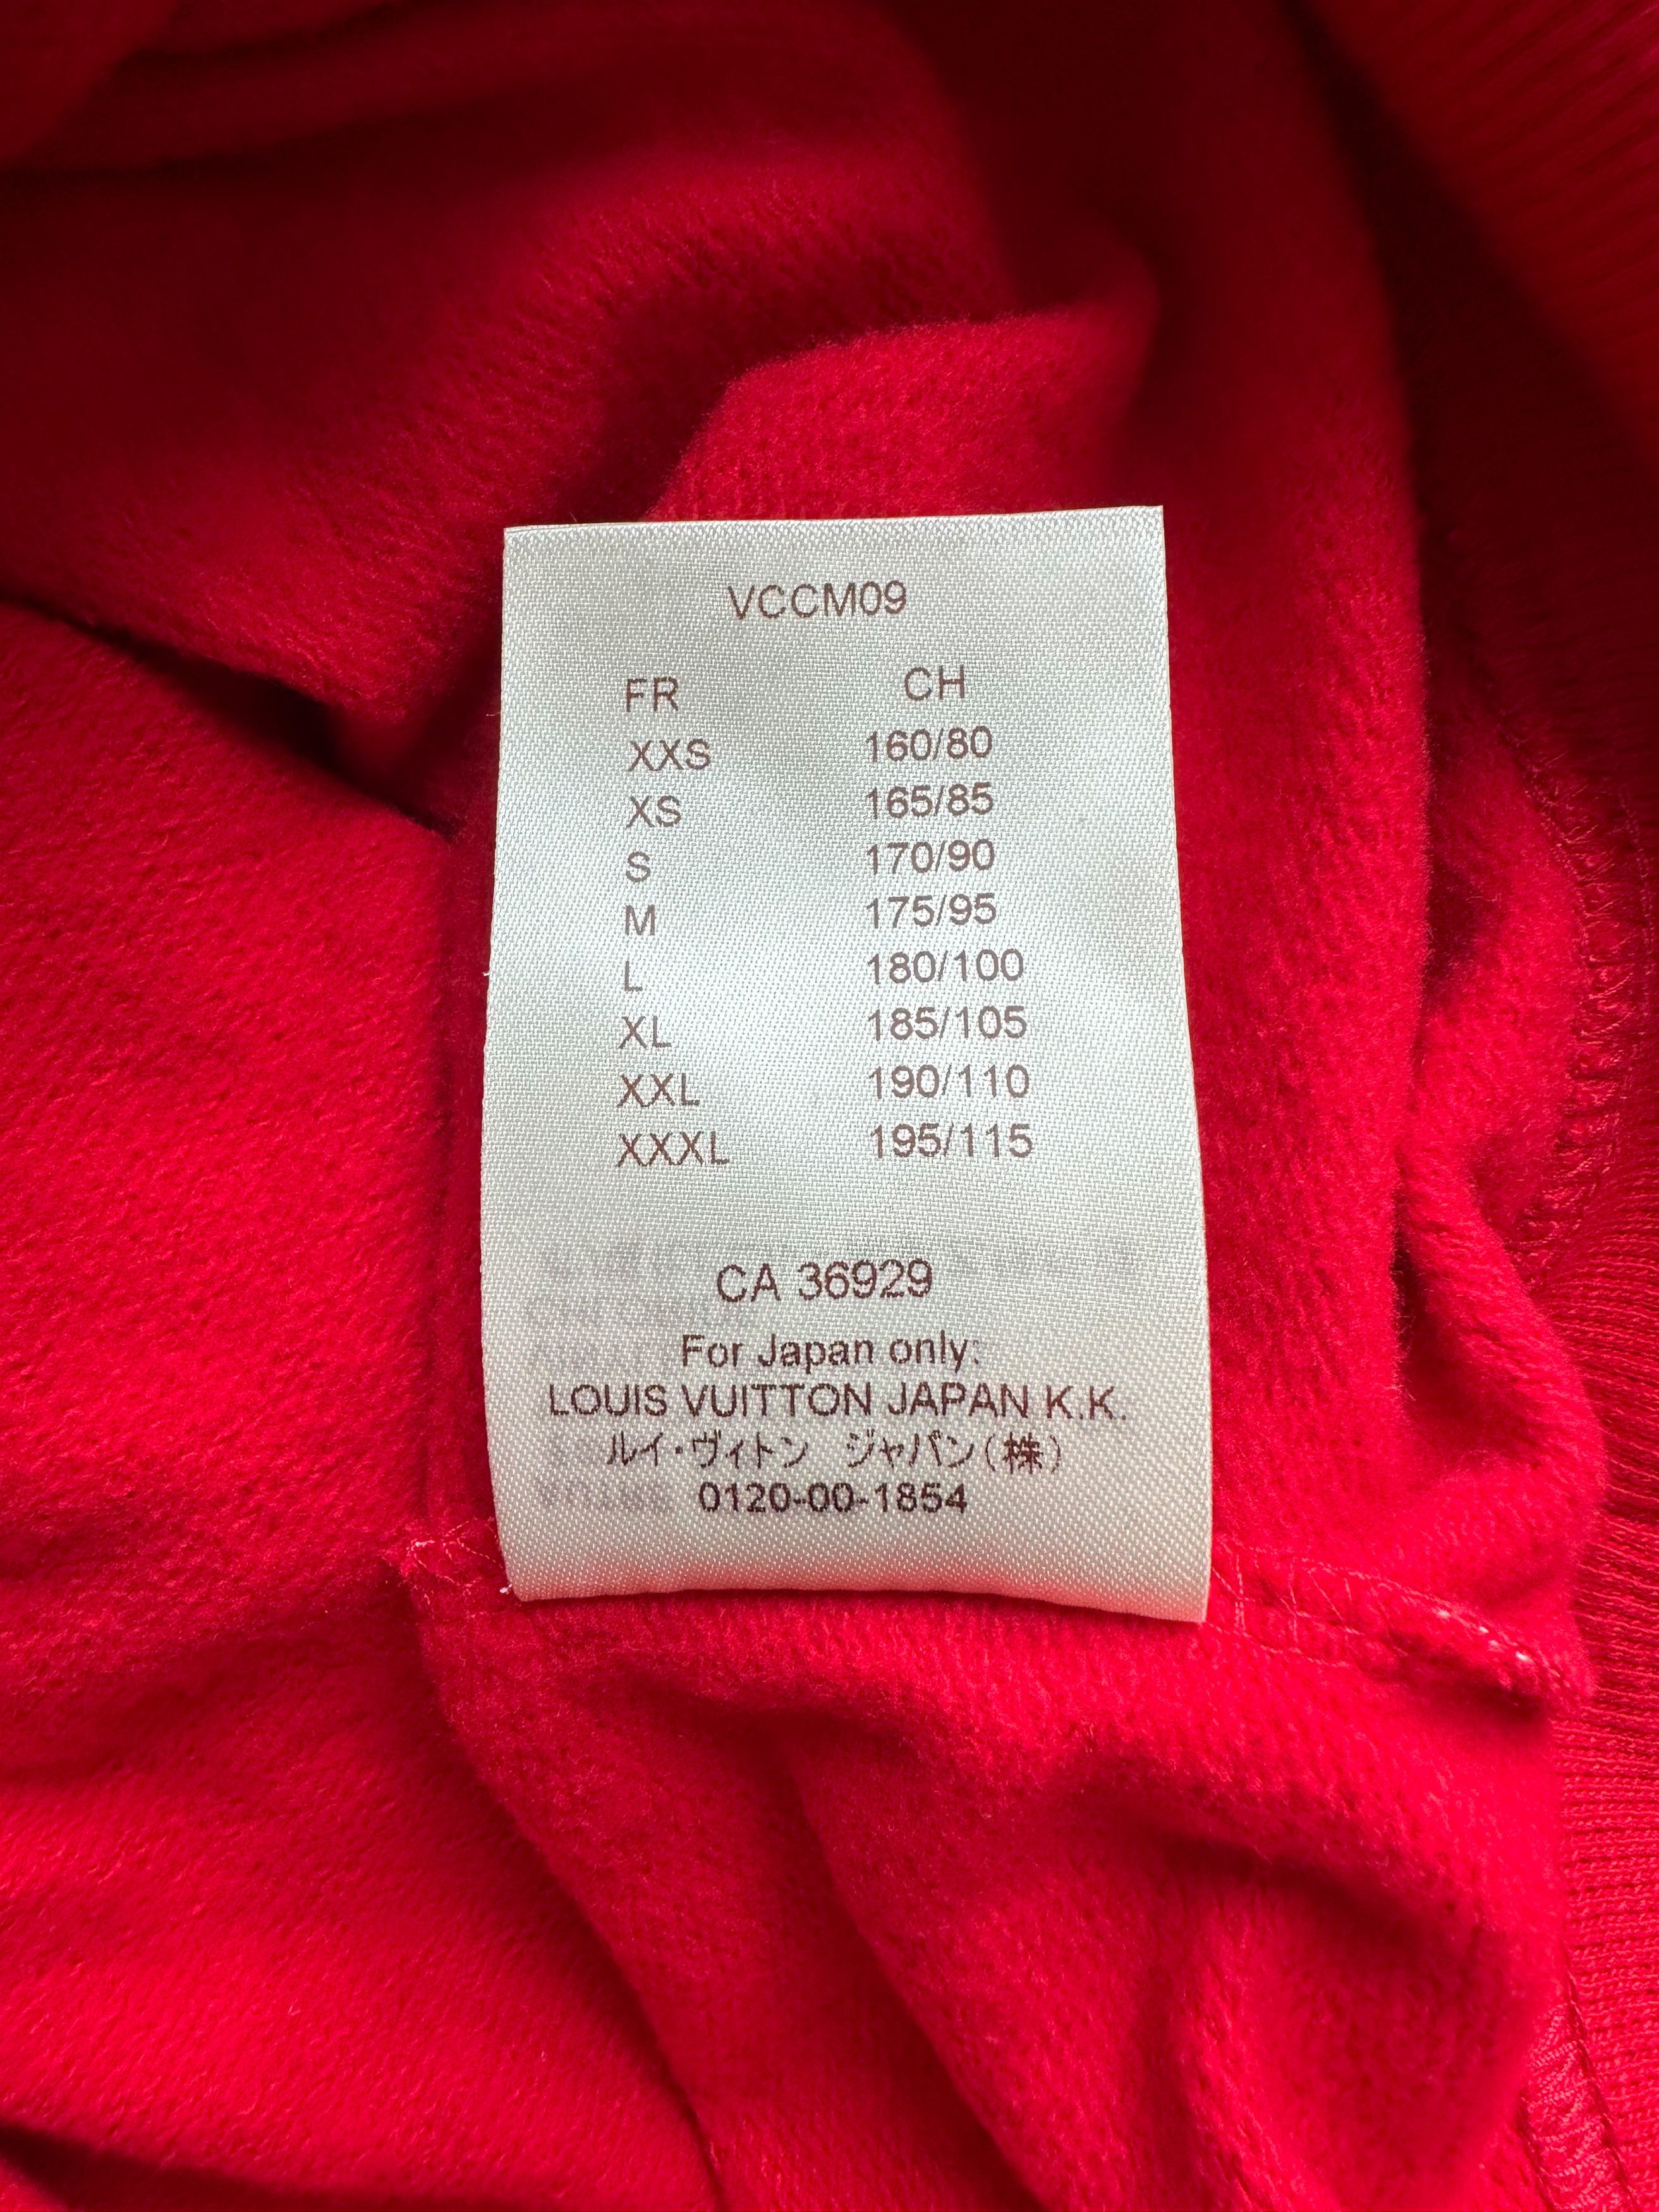 VCCM09
FR CH
XXS 160/80
XS 165/85
S 170/90
M 175/95
L 180/100
XL 185/105
XXL 190/110
XXXL 195/115
CA 36929
For Japan only:
LOUIS VUITTON JAPAN K.K.
ルイ・ヴィトン　ジャパン(株)
0120-00-1854